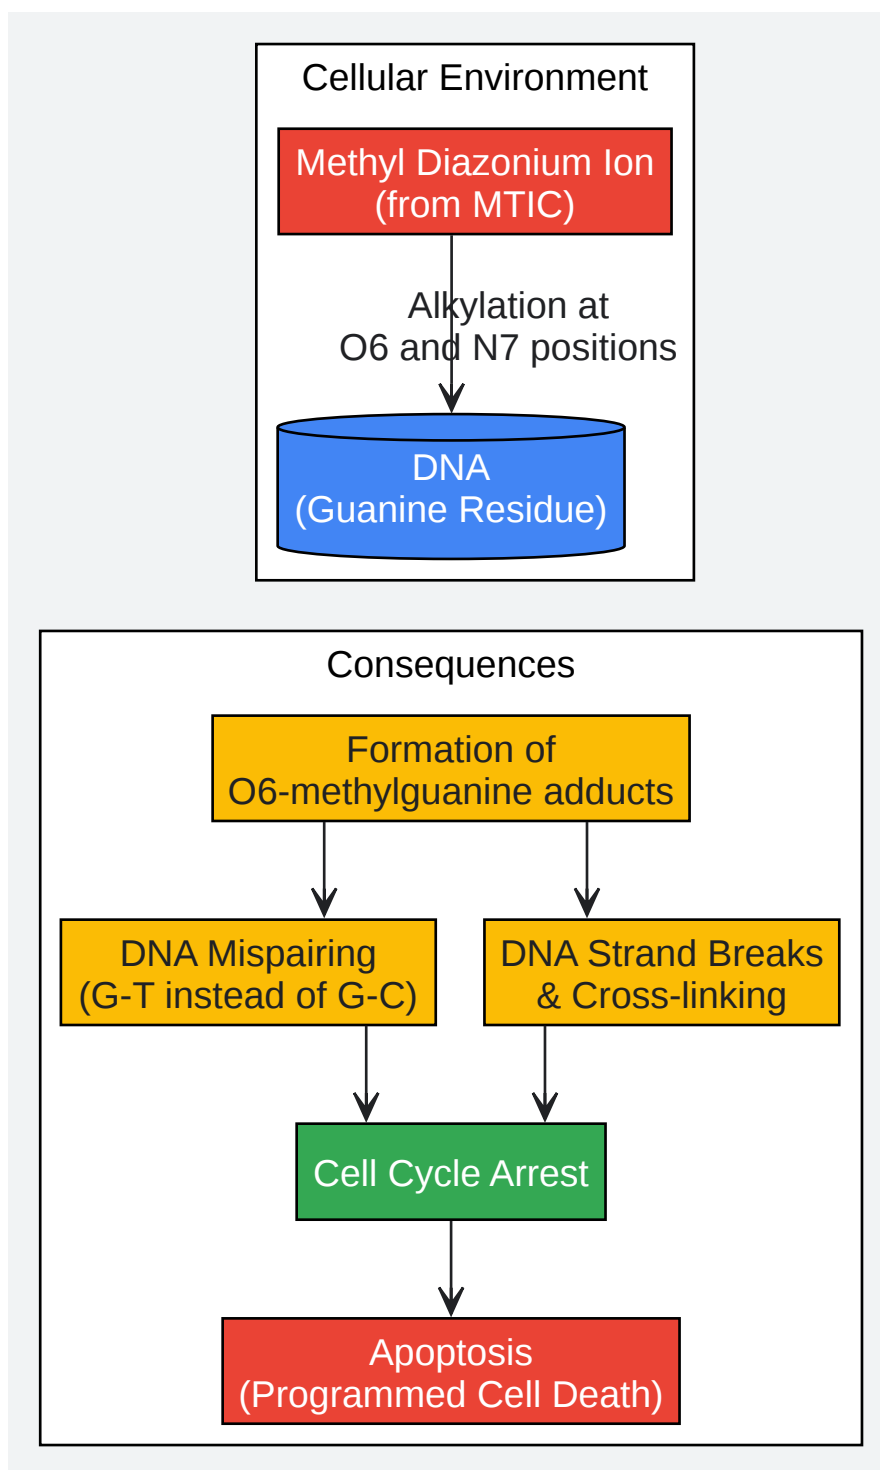 Cellular Environment
Methyl Diazonium Ion
(from MTIC)
Alkylation at
O6 and N7 positions
DNA
(Guanine Residue)
Consequences
Formation of
O6-methylguanine adducts
DNA Mispairing
(G-T instead of G-C)
DNA Strand Breaks
& Cross-linking
Cell Cycle Arrest
Apoptosis
(Programmed Cell Death)